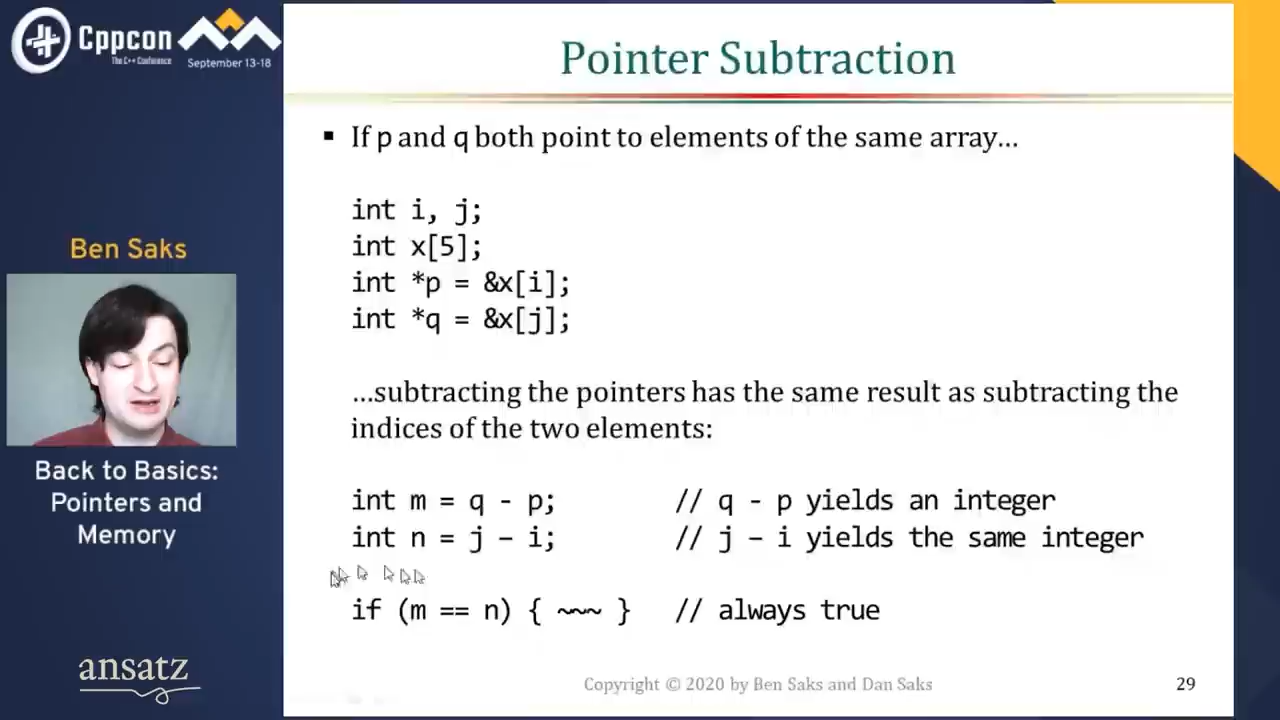 Cppcon
The C++ Conference
September 13-18
Ben Saks
Back to Basics:
Pointers and
Memory
ansatz
Pointer Subtraction
▪ If p and q both point to elements of the same array…
int i, j;
int x[5];
int *p = &x[i];
int *q = &x[j];
…subtracting the pointers has the same result as subtracting the
indices of the two elements:
int m = q - p; // q - p yields an integer
int n = j – i; // j – i yields the same integer
if (m == n) { ~~~ } // always true
Copyright © 2020 by Ben Saks and Dan Saks
29